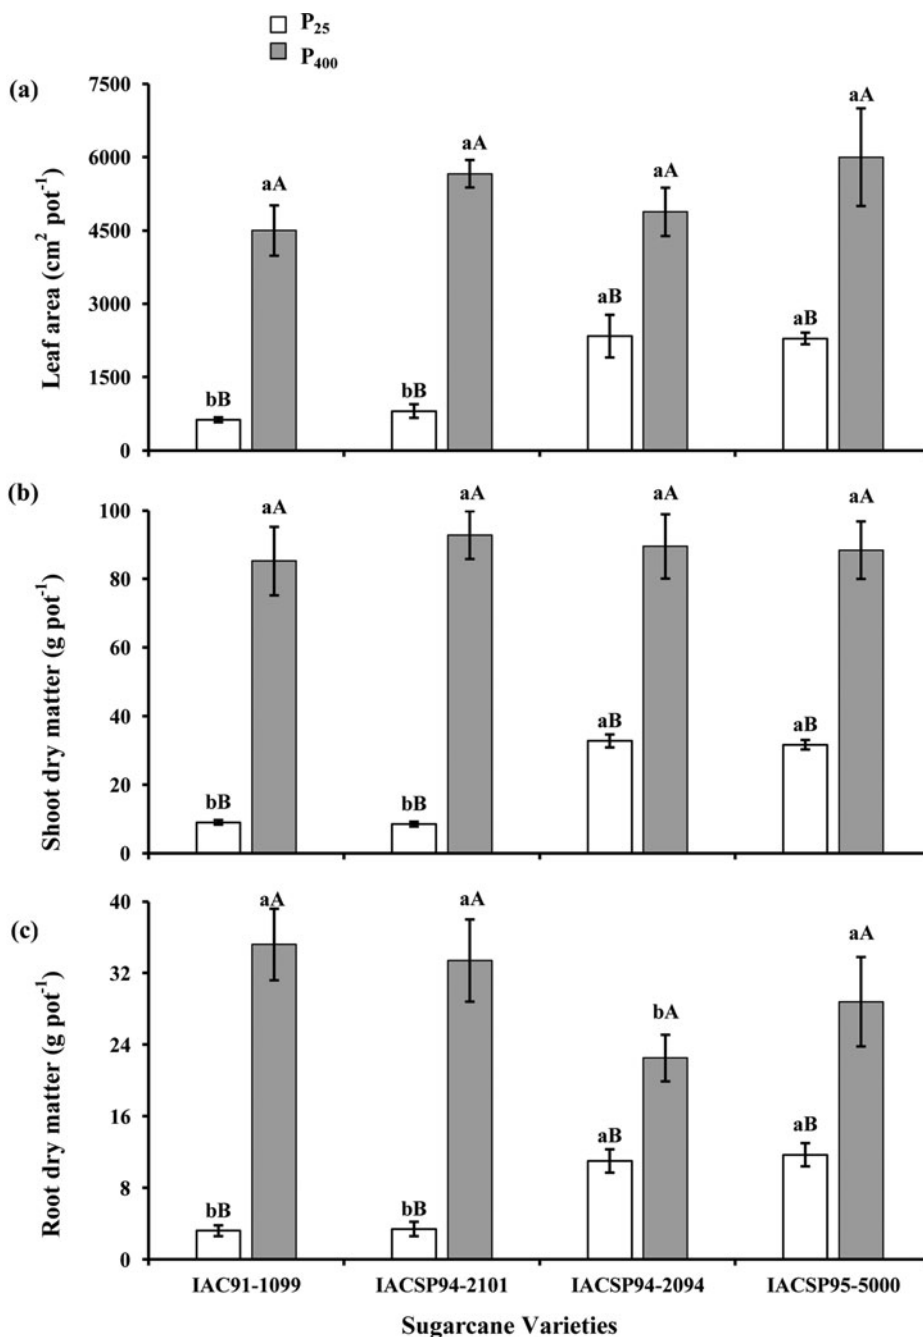 P₂₅
P₄₀₀
(a)
Leaf area (cm² pot⁻¹)
7500
6000
4500
3000
1500
0
bB aA bB aA aB aA aB aA
(b)
Shoot dry matter (g pot⁻¹)
100
80
60
40
20
0
bB aA bB aA aB aA aB aA
(c)
Root dry matter (g pot⁻¹)
40
32
24
16
8
0
bB aA bB aA aB bA aB aA
IAC91-1099 IACSP94-2101 IACSP94-2094 IACSP95-5000
Sugarcane Varieties